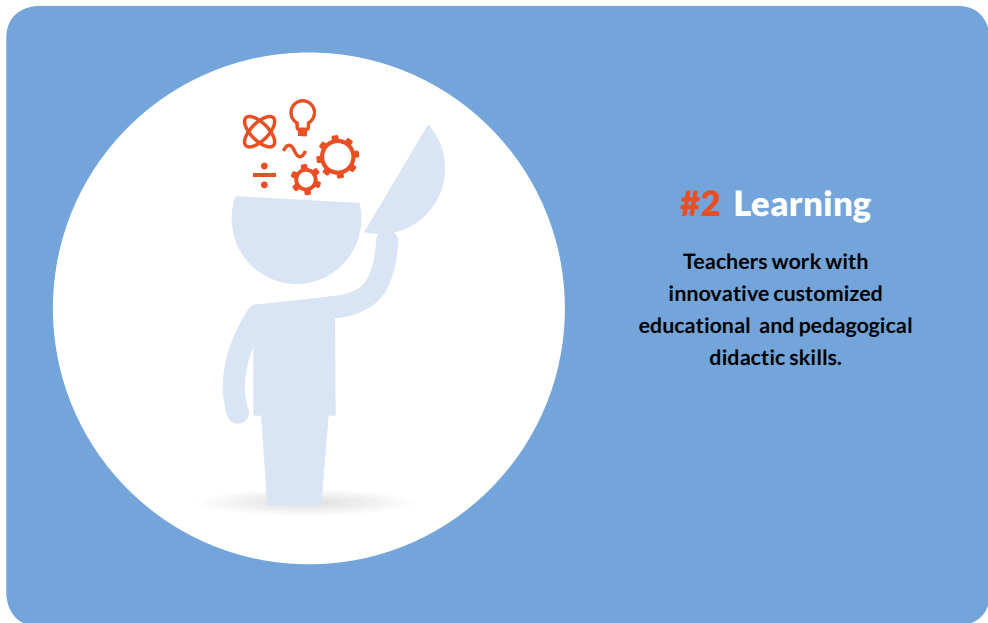 #2 Learning
Teachers work with
innovative customized
educational and pedagogical
didactic skills.